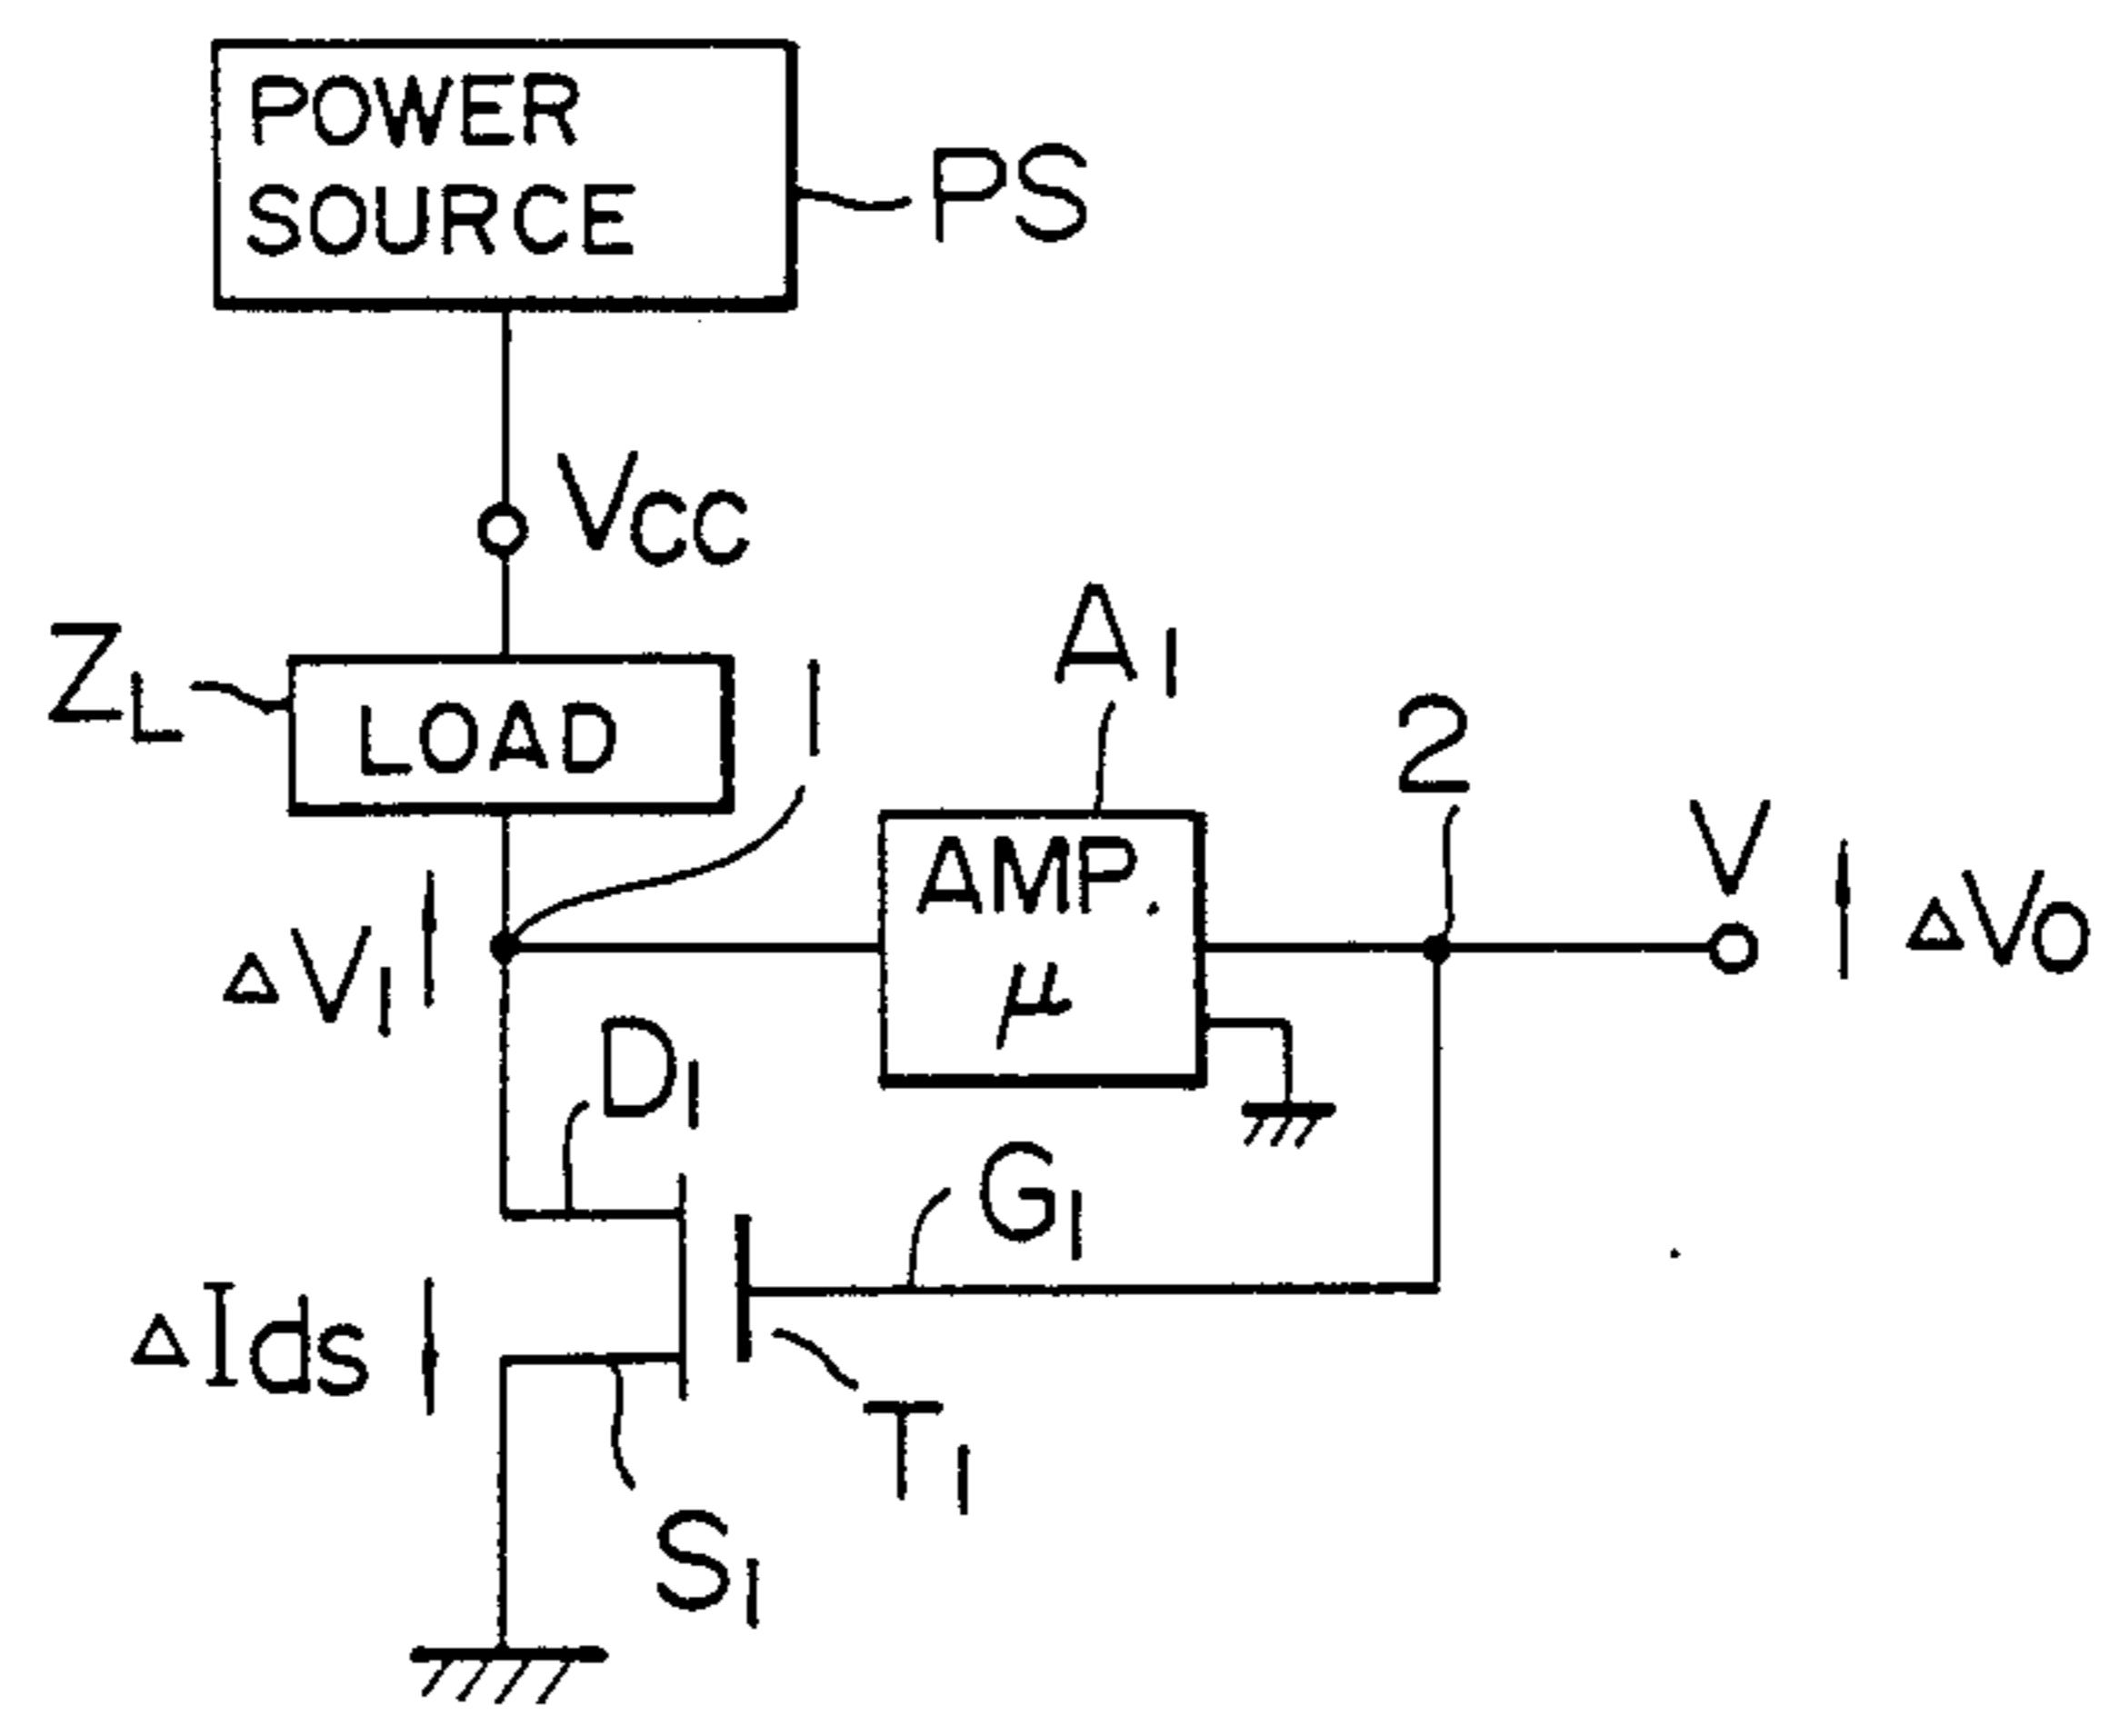 POWER
SOURCE
PS
VCC
ZL
LOAD
1
A1
2
AMP.
μ
V
ΔVO
ΔV1
D1
G1
ΔIds
T1
S1